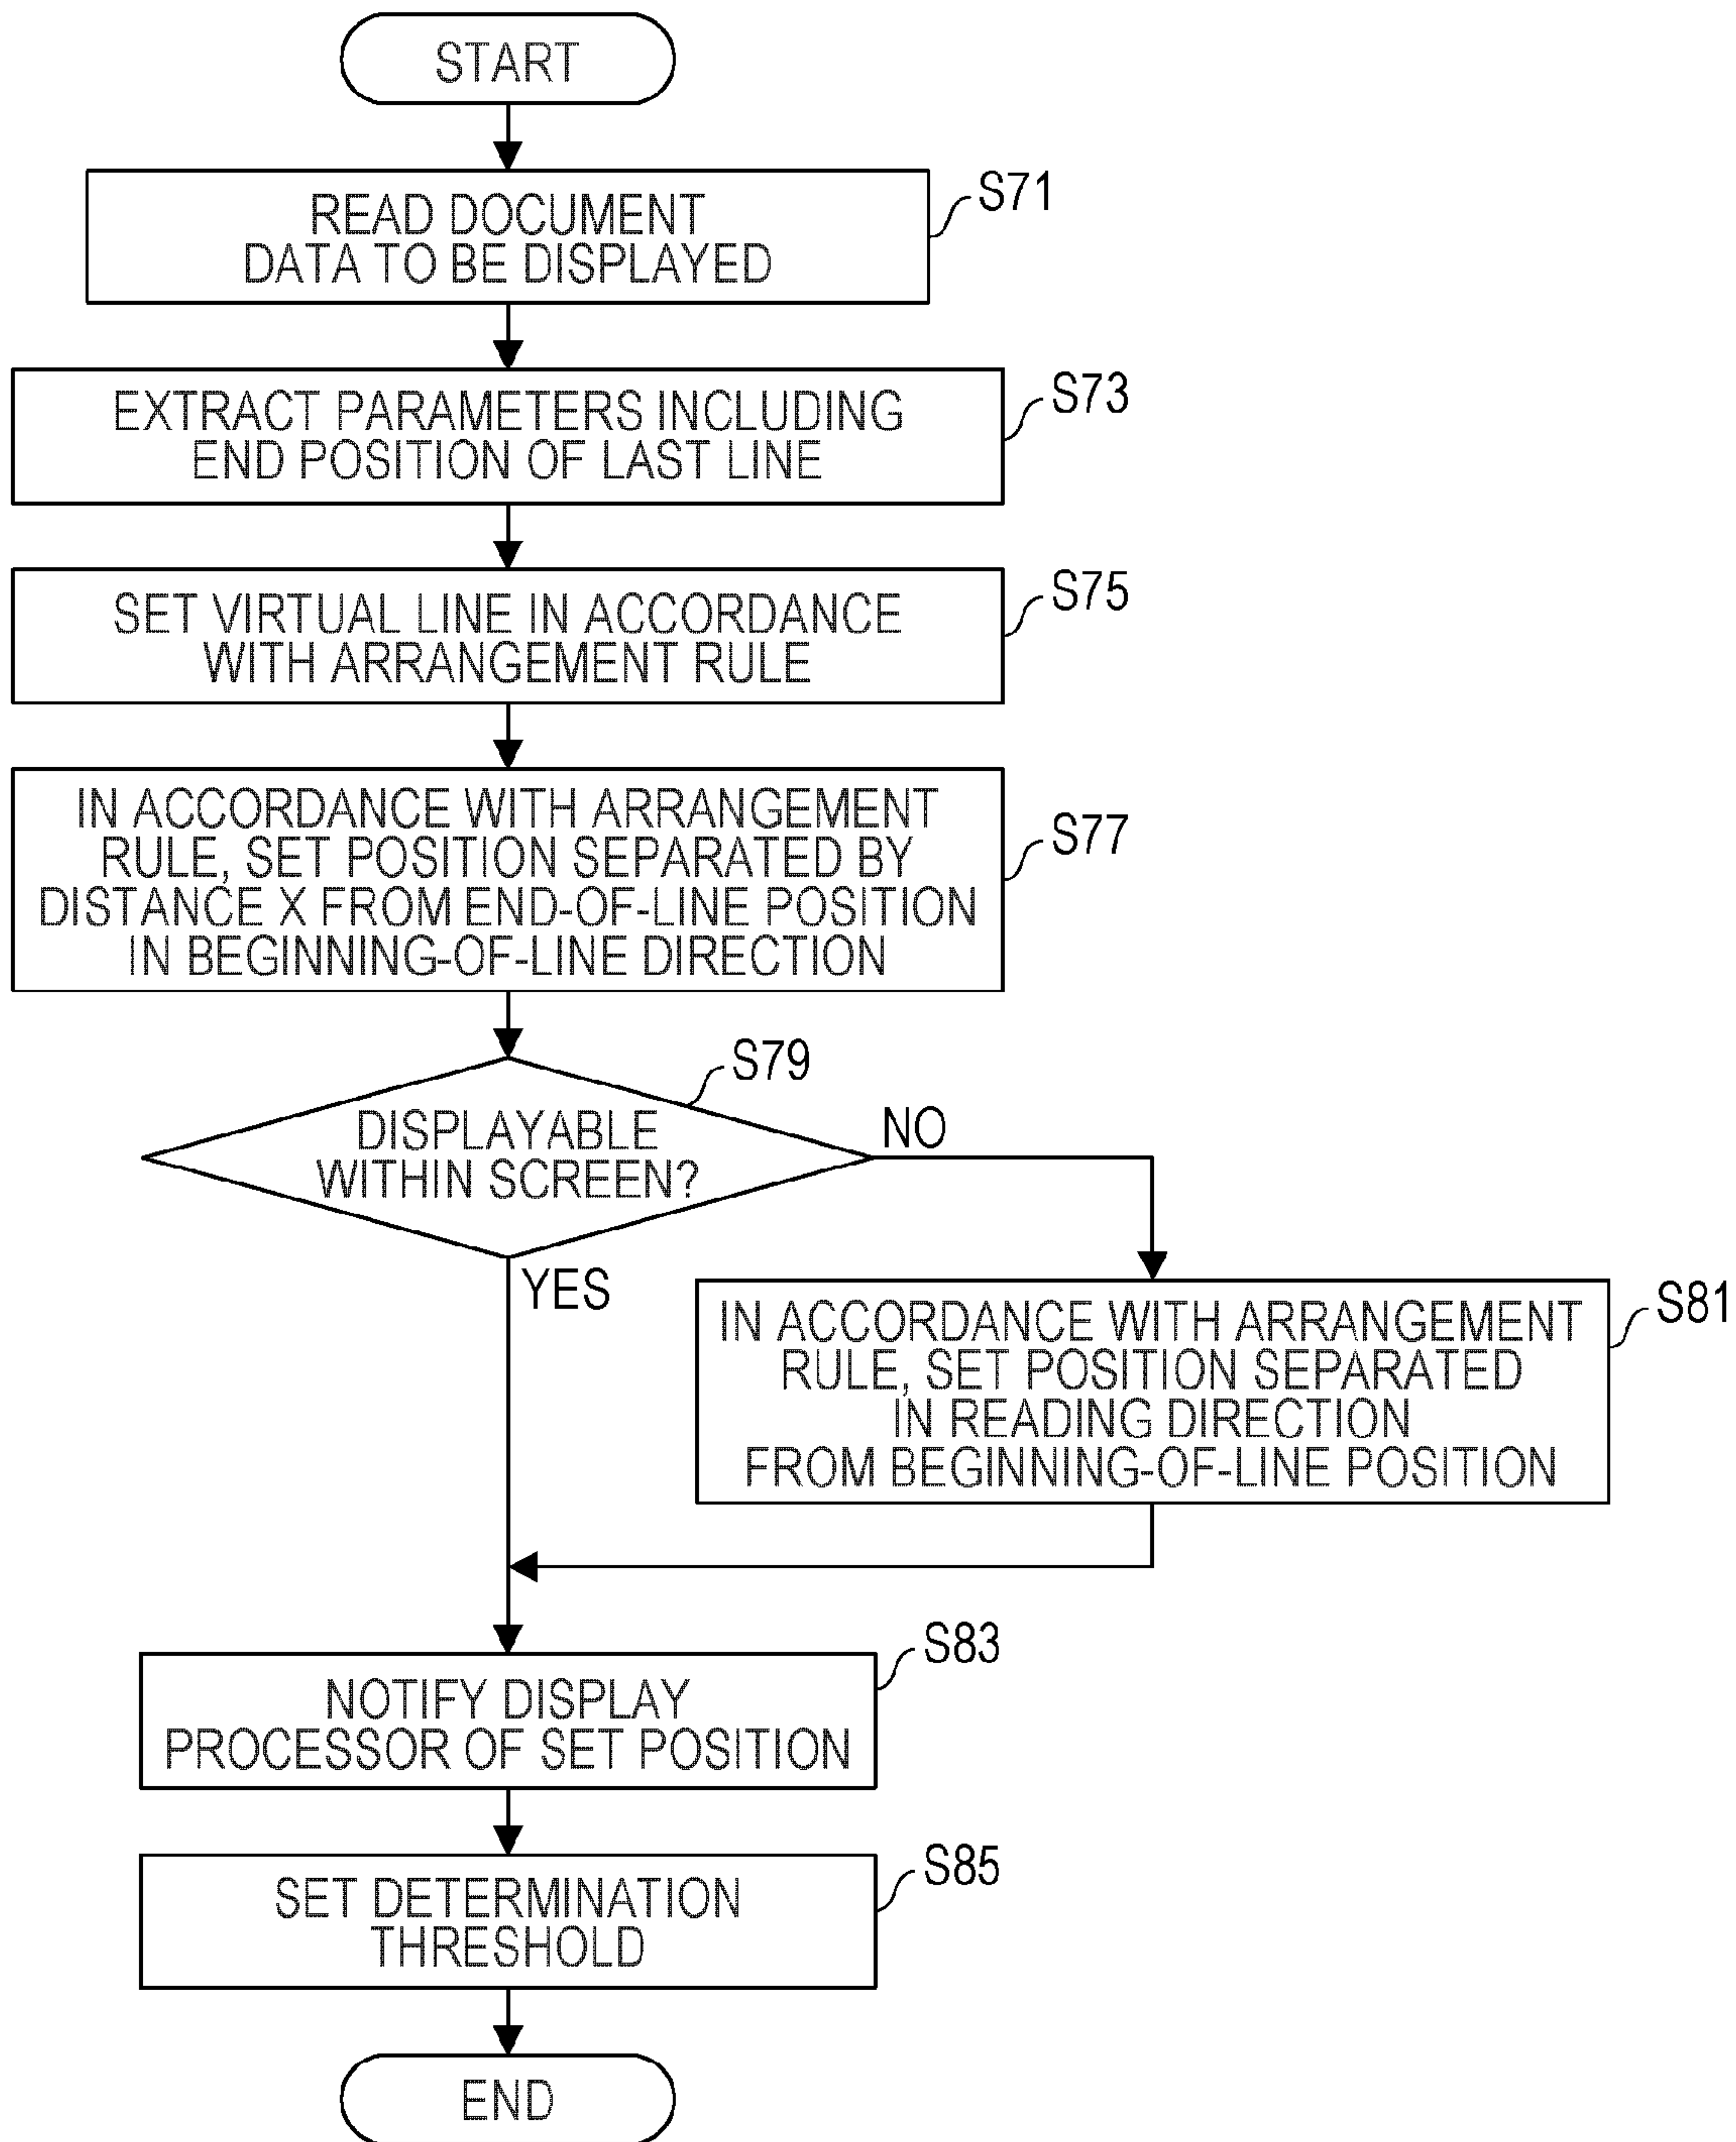 START
S71
READ DOCUMENT
DATA TO BE DISPLAYED
S73
EXTRACT PARAMETERS INCLUDING
END POSITION OF LAST LINE
S75
SET VIRTUAL LINE IN ACCORDANCE
WITH ARRANGEMENT RULE
S77
IN ACCORDANCE WITH ARRANGEMENT
RULE, SET POSITION SEPARATED BY
DISTANCE X FROM END-OF-LINE POSITION
IN BEGINNING-OF-LINE DIRECTION
S79
DISPLAYABLE
WITHIN SCREEN?
NO
YES
S81
IN ACCORDANCE WITH ARRANGEMENT
RULE, SET POSITION SEPARATED
IN READING DIRECTION
FROM BEGINNING-OF-LINE POSITION
S83
NOTIFY DISPLAY
PROCESSOR OF SET POSITION
S85
SET DETERMINATION
THRESHOLD
END